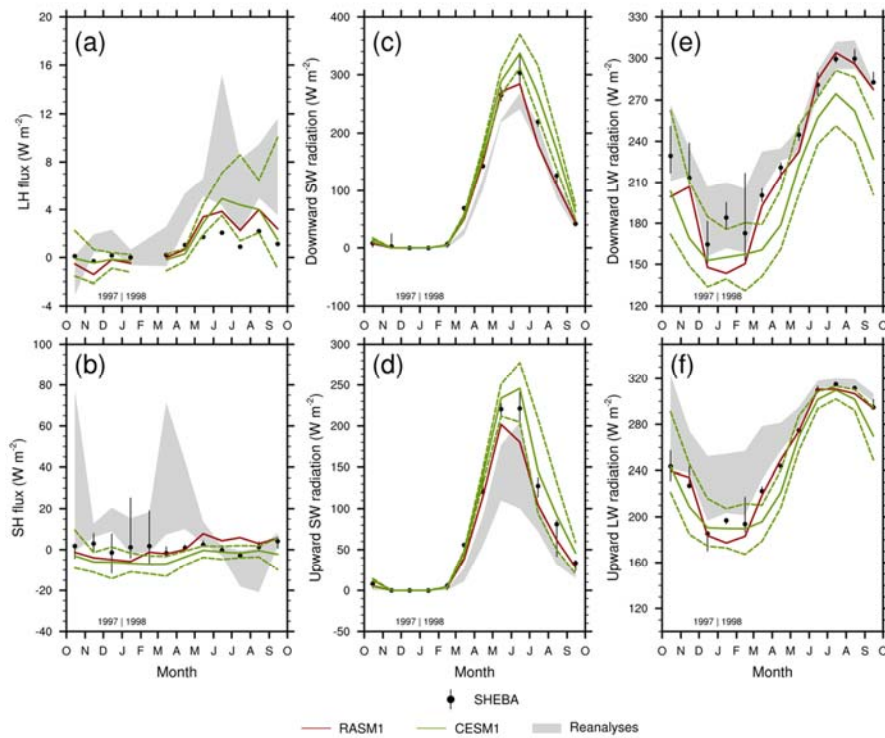 (a)
LH flux (W m-2)
20
16
12
8
4
0
-4
1997 | 1998
O N D J F M A M J J A S O
(c)
Downward SW radiation (W m-2)
400
300
200
100
0
-100
1997 | 1998
O N D J F M A M J J A S O
(e)
Downward LW radiation (W m-2)
330
300
270
240
210
180
150
120
1997 | 1998
O N D J F M A M J J A S O
(b)
SH flux (W m-2)
100
80
60
40
20
0
-20
-40
1997 | 1998
O N D J F M A M J J A S O
Month
(d)
Upward SW radiation (W m-2)
300
250
200
150
100
50
0
-50
1997 | 1998
O N D J F M A M J J A S O
Month
(f)
Upward LW radiation (W m-2)
320
280
240
200
160
120
1997 | 1998
O N D J F M A M J J A S O
Month
SHEBA
RASM1 CESM1 Reanalyses